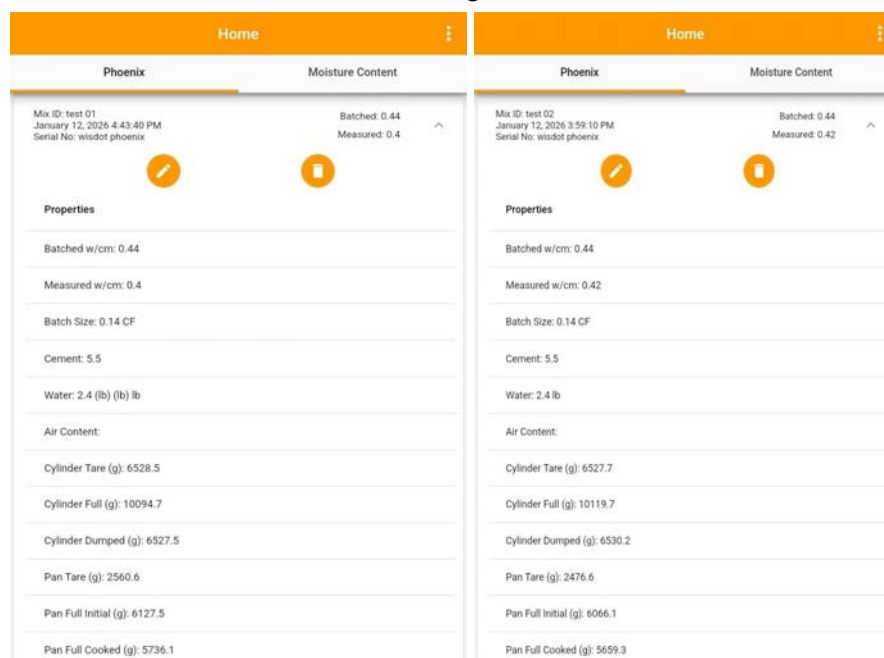 Home
Phoenix
Moisture Content
Mix ID: test 01
January 12, 2026 4:43:40 PM
Serial No: wisdot phoenix
Batched: 0.44
Measured: 0.4
Properties
Batched w/cm: 0.44
Measured w/cm: 0.4
Batch Size: 0.14 CF
Cement: 5.5
Water: 2.4 (lb) (lb) lb
Air Content:
Cylinder Tare (g): 6528.5
Cylinder Full (g): 10094.7
Cylinder Dumped (g): 6527.5
Pan Tare (g): 2560.6
Pan Full Initial (g): 6127.5
Pan Full Cooked (g): 5736.1
Home
Phoenix
Moisture Content
Mix ID: test 02
January 12, 2026 3:59:10 PM
Serial No: wisdot phoenix
Batched: 0.44
Measured: 0.42
Properties
Batched w/cm: 0.44
Measured w/cm: 0.42
Batch Size: 0.14 CF
Cement: 5.5
Water: 2.4 lb
Air Content:
Cylinder Tare (g): 6527.7
Cylinder Full (g): 10119.7
Cylinder Dumped (g): 6530.2
Pan Tare (g): 2476.6
Pan Full Initial (g): 6066.1
Pan Full Cooked (g): 5659.3